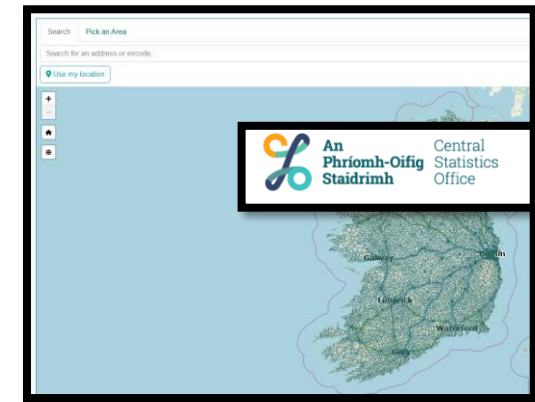 Search Pick an Area
Search for an address or eircode...
Use my location
+
An Central
Phríomh-Oifig Statistics
Staidrimh Office
Galway
Limerick
Waterford
Cork